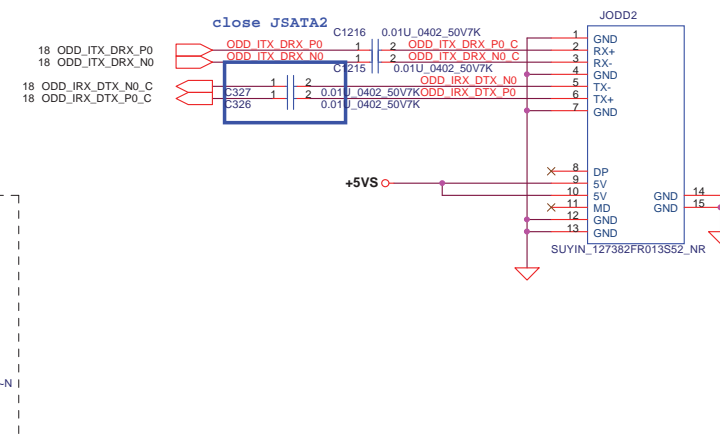 close JSATA2
JODD2
C1216 0.01U_0402_50V7K
18 ODD_ITX_DRX_P0 ODD_ITX_DRX_P0 1 2 ODD_ITX_DRX_P0_C
18 ODD_ITX_DRX_N0 ODD_ITX_DRX_N0 1 2 ODD_ITX_DRX_N0_C
C1215 0.01U_0402_50V7K
18 ODD_IRX_DTX_N0_C 1 2 ODD_IRX_DTX_N0
C327 0.01U_0402_50V7K
18 ODD_IRX_DTX_P0_C 1 2 ODD_IRX_DTX_P0
C326 0.01U_0402_50V7K
1 GND
2 RX+
3 RX-
4 GND
5 TX-
6 TX+
7 GND
8 DP
+5VS 9 5V
10 5V GND 14
11 MD GND 15
12 GND
13 GND
SUYIN_127382FR013S52_NR
-N